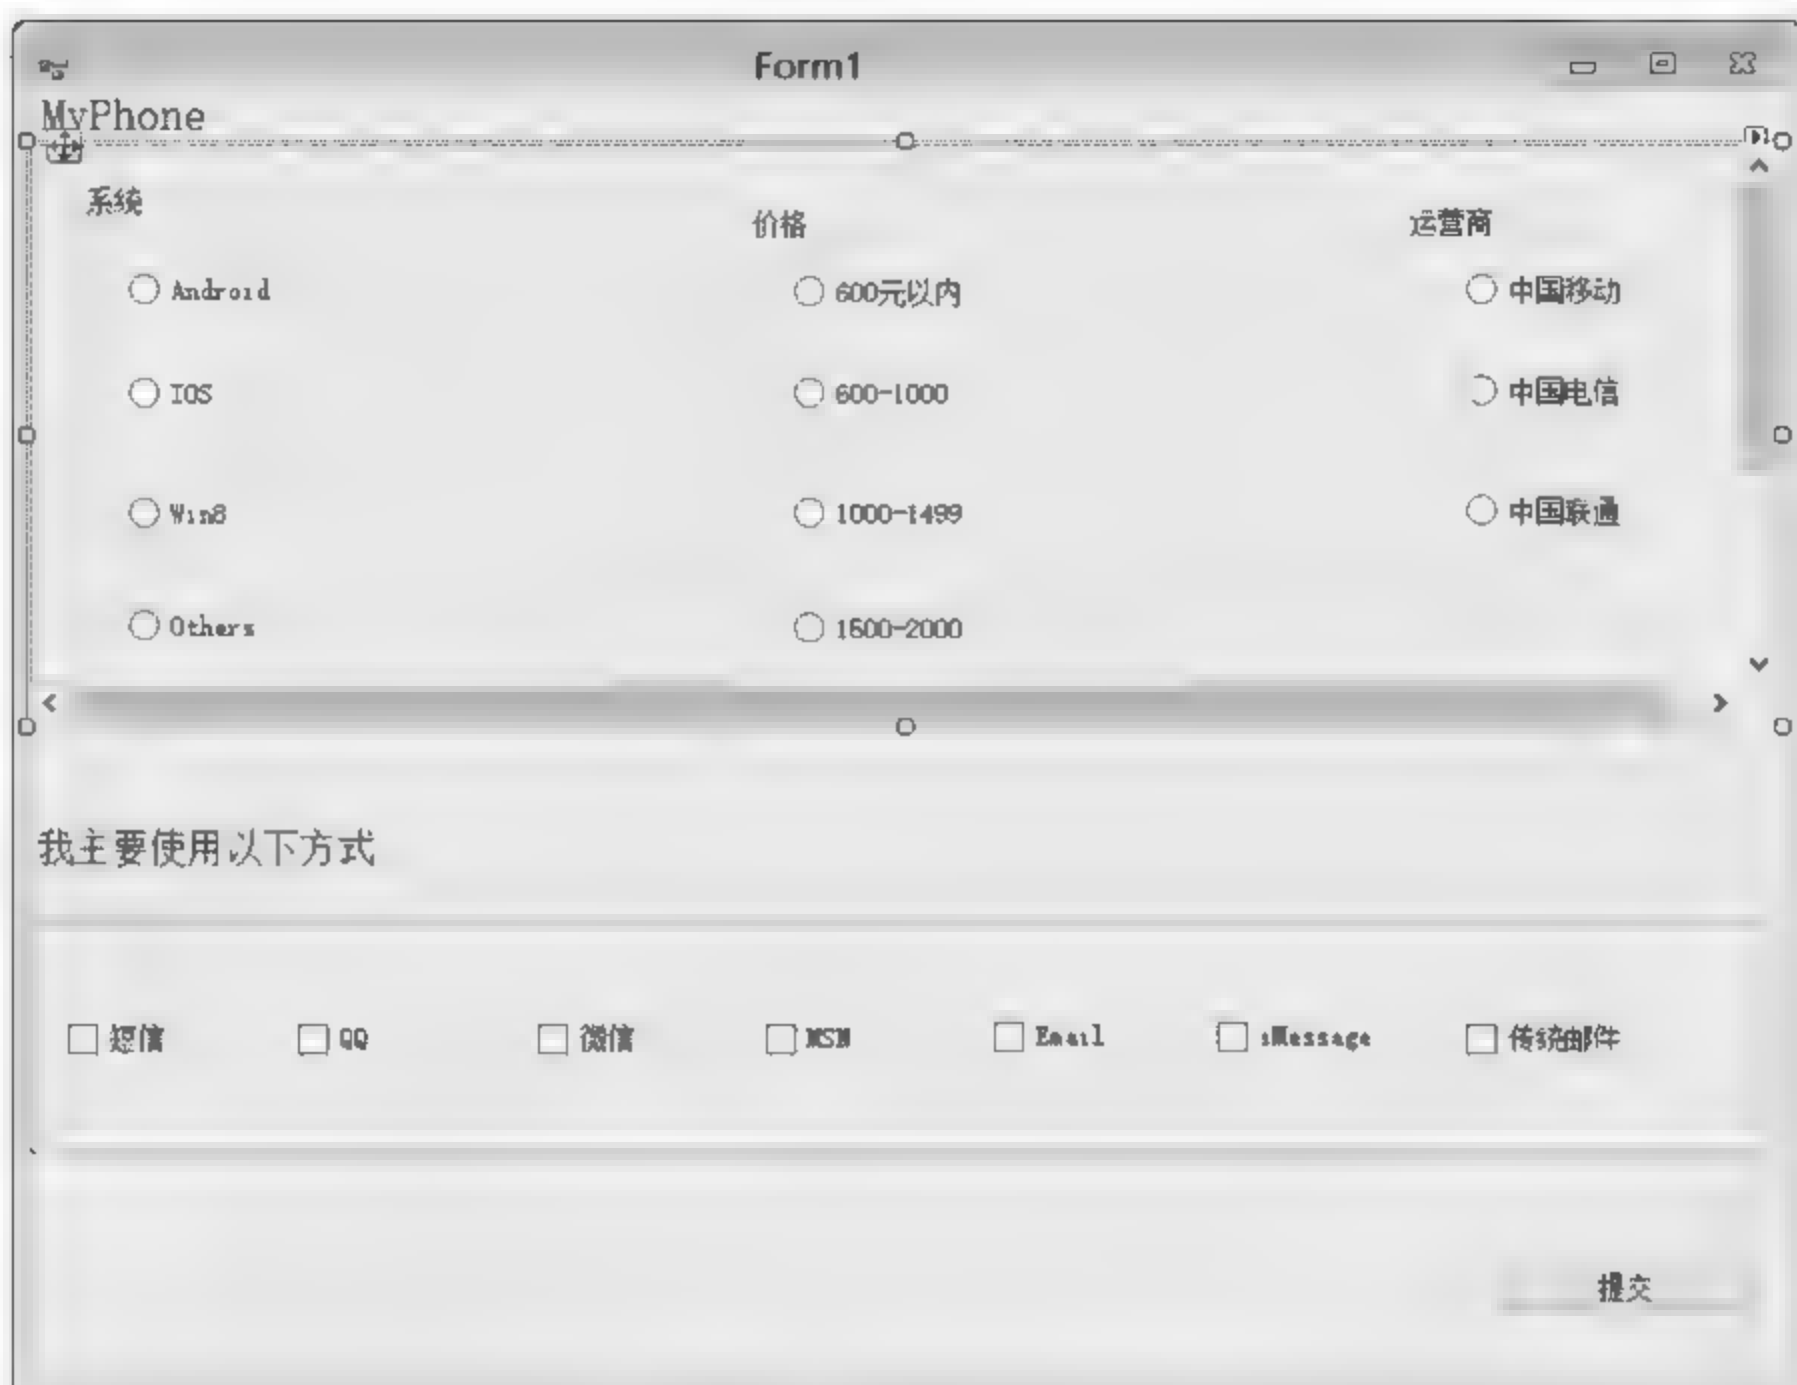 Form1
MyPhone
系统 价格 运营商
Android 600元以内 中国移动
IOS 600-1000 中国电信
Win8 1000-1499 中国联通
Others 1500-2000
我主要使用以下方式
短信 QQ 微信 MSN Email iMessage 传统邮件
提交